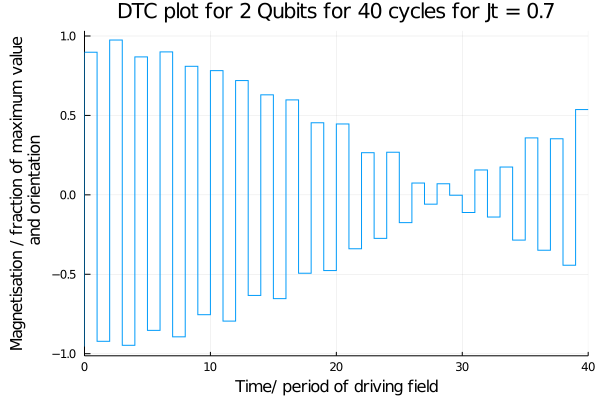 DTC plot for 2 Qubits for 40 cycles for Jt = 0.7
Magnetisation / fraction of maximum value
and orientation
1.0
0.5
0.0
−0.5
−1.0
0
10
20
30
40
Time/ period of driving field